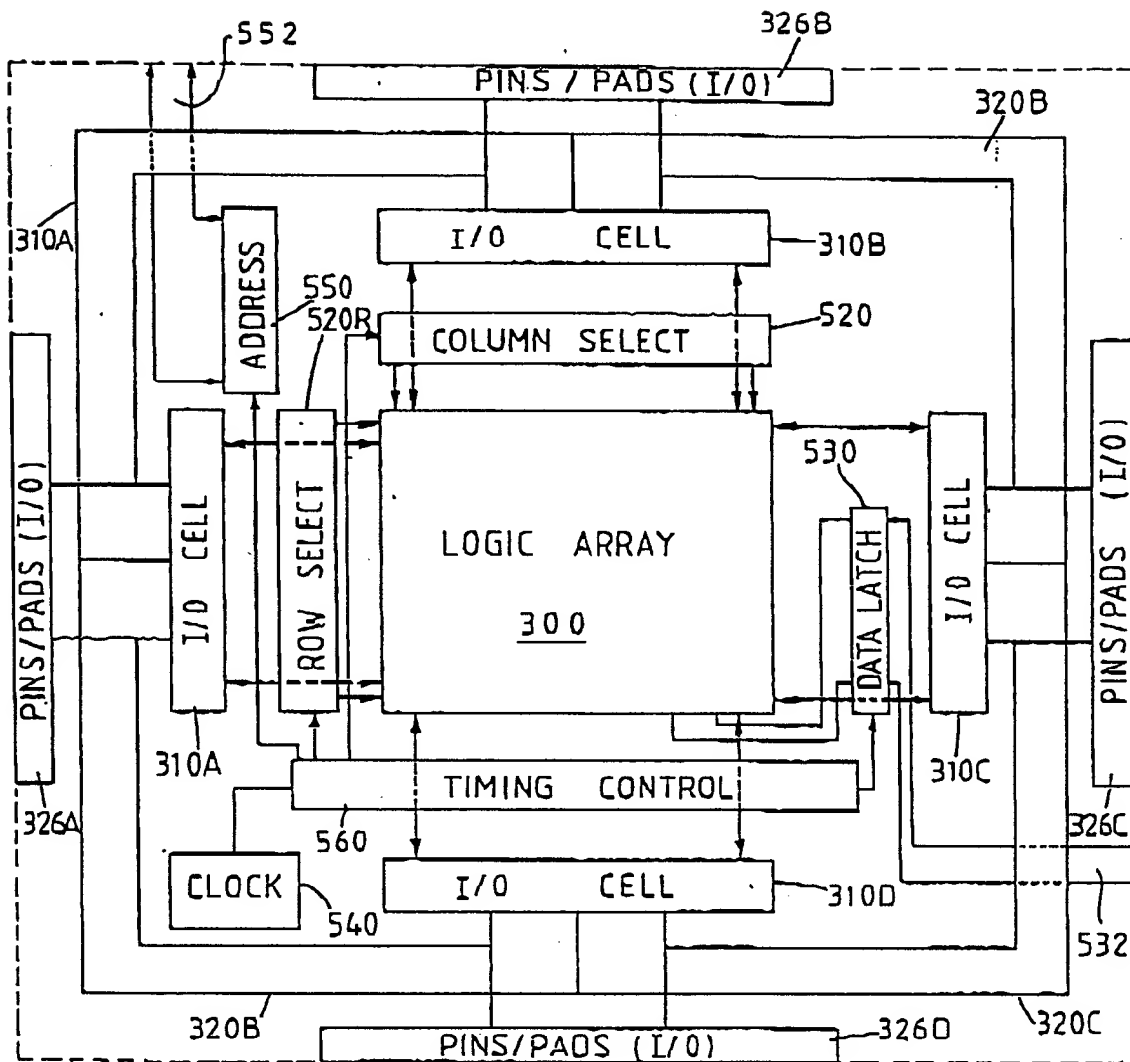 552
326B
PINS / PADS (I/O)
320B
310A
I/O CELL
310B
ADDRESS
550
520R
COLUMN SELECT
520
PINS/PADS (I/O)
I/O CELL
ROW SELECT
LOGIC ARRAY
300
530
DATA LATCH
I/O CELL
PINS/PADS (I/O)
310A
310C
326A
TIMING CONTROL
560
326C
CLOCK
540
I/O CELL
310D
532
320B
326D
320C
PINS/PADS (I/O)